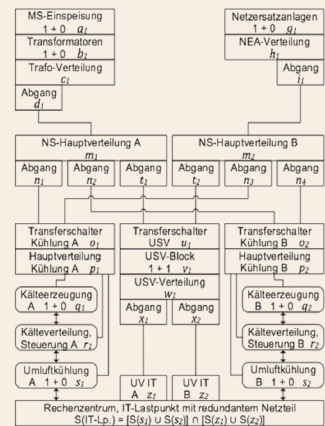 MS-Einspeisung
1 + 0 a1
Transformatoren
1 + 0 b1
Trafo-Verteilung
c1
Abgang
d1
Netzersatzanlagen
1 + 0 g1
NEA-Verteilung
h1
Abgang
i1
NS-Hauptverteilung A
m1
NS-Hauptverteilung B
m2
Abgang
n1
Abgang
n2
Abgang
t1
Abgang
t2
Abgang
n3
Abgang
n4
Transferschalter
Kühlung A o1
Hauptverteilung
Kühlung A p1
Transferschalter
USV u1
USV-Block
1 + 1 v1
USV-Verteilung
w1
Transferschalter
Kühlung B o2
Hauptverteilung
Kühlung B p2
Kälteerzeugung
A 1+0 q1
Kälteverteilung,
Steuerung A r1
Umluftkühlung
A 1+0 s1
Abgang
x1
Abgang
x2
UV IT
A z1
UV IT
B z2
Kälteerzeugung
B 1+0 q2
Kälteverteilung,
Steuerung B r2
Umluftkühlung
B 1+0 s2
Rechenzentrum, IT-Lastpunkt mit redundantem Netzteil
S(IT-Lp.) = [S(s1) ∪ S(s2)] ∩ [S(z1) ∪ S(z2)]